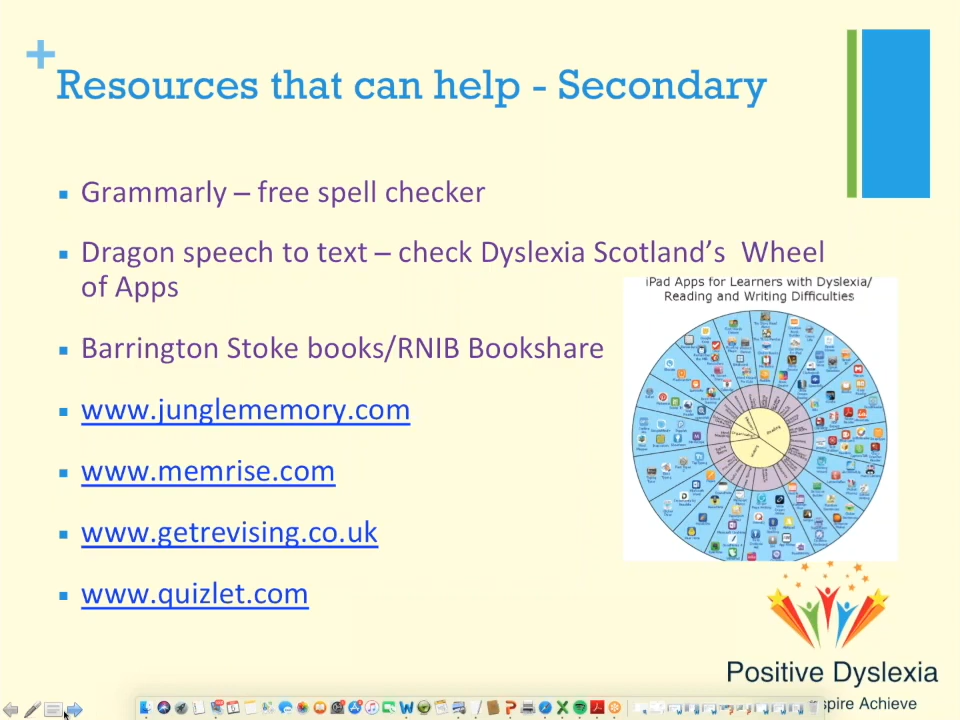 +
Resources that can help - Secondary
Grammarly – free spell checker
Dragon speech to text – check Dyslexia Scotland's Wheel
of Apps
iPad Apps for Learners with Dyslexia/
Reading and Writing Difficulties
Barrington Stoke books/RNIB Bookshare
www.junglememory.com
www.memrise.com
www.getrevising.co.uk
www.quizlet.com
Positive Dyslexia
Achieve